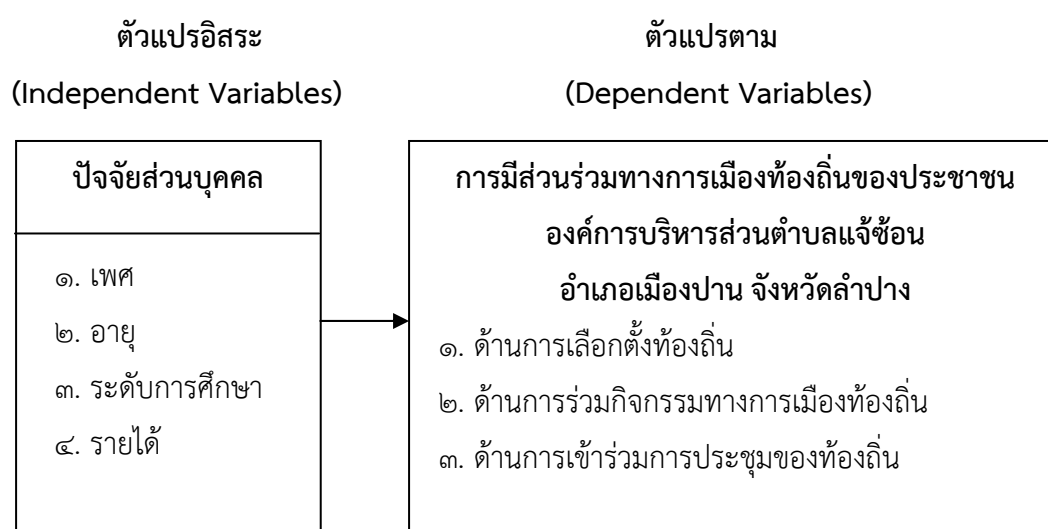 ตัวแปรอิสระ
(Independent Variables)
ปัจจัยส่วนบุคคล
๑. เพศ
๒. อายุ
๓. ระดับการศึกษา
๔. รายได้
ตัวแปรตาม
(Dependent Variables)
การมีส่วนร่วมทางการเมืองท้องถิ่นของประชาชน
องค์การบริหารส่วนตำบลแจ้ซ้อน
อำเภอเมืองปาน จังหวัดลำปาง
๑. ด้านการเลือกตั้งท้องถิ่น
๒. ด้านการร่วมกิจกรรมทางการเมืองท้องถิ่น
๓. ด้านการเข้าร่วมการประชุมของท้องถิ่น